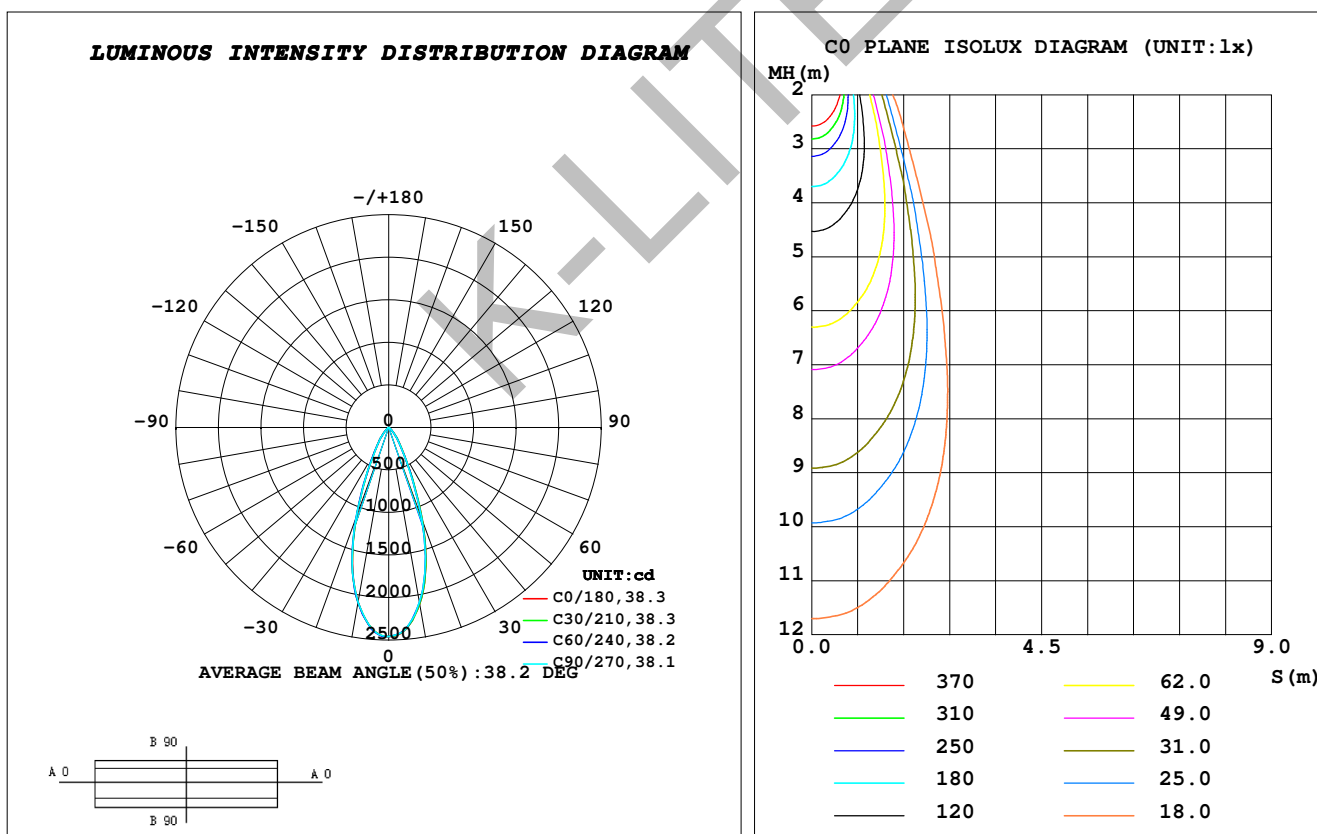 LUMINOUS INTENSITY DISTRIBUTION DIAGRAM
-/+180
-150
150
-120
120
-90
90
-60
60
-30
30
0
500
1000
1500
2000
2500
0
UNIT:cd
C0/180,38.3
C30/210,38.3
C60/240,38.2
C90/270,38.1
AVERAGE BEAM ANGLE(50%):38.2 DEG
B 90
A 0
A 0
B 90
K-LITE
C0 PLANE ISOLUX DIAGRAM (UNIT:lx)
MH(m)
2
3
4
5
6
7
8
9
10
11
12
0.0
4.5
9.0
S(m)
370
310
250
180
120
62.0
49.0
31.0
25.0
18.0